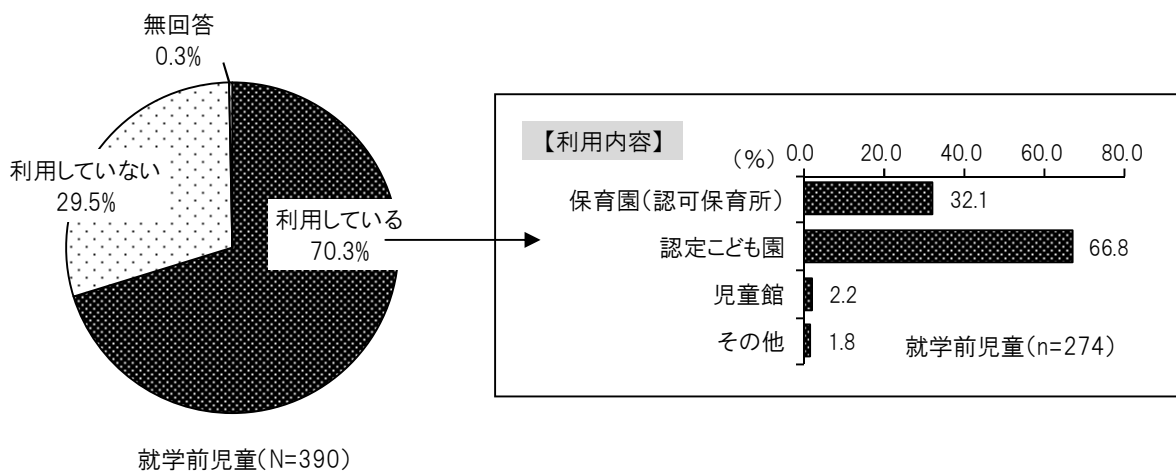 無回答
0.3%
利用していない
29.5%
利用している
70.3%
就学前児童(N=390)
【利用内容】
(%)
0.0 20.0 40.0 60.0 80.0
保育園(認可保育所) 32.1
認定こども園 66.8
児童館 2.2
その他 1.8
就学前児童(n=274)